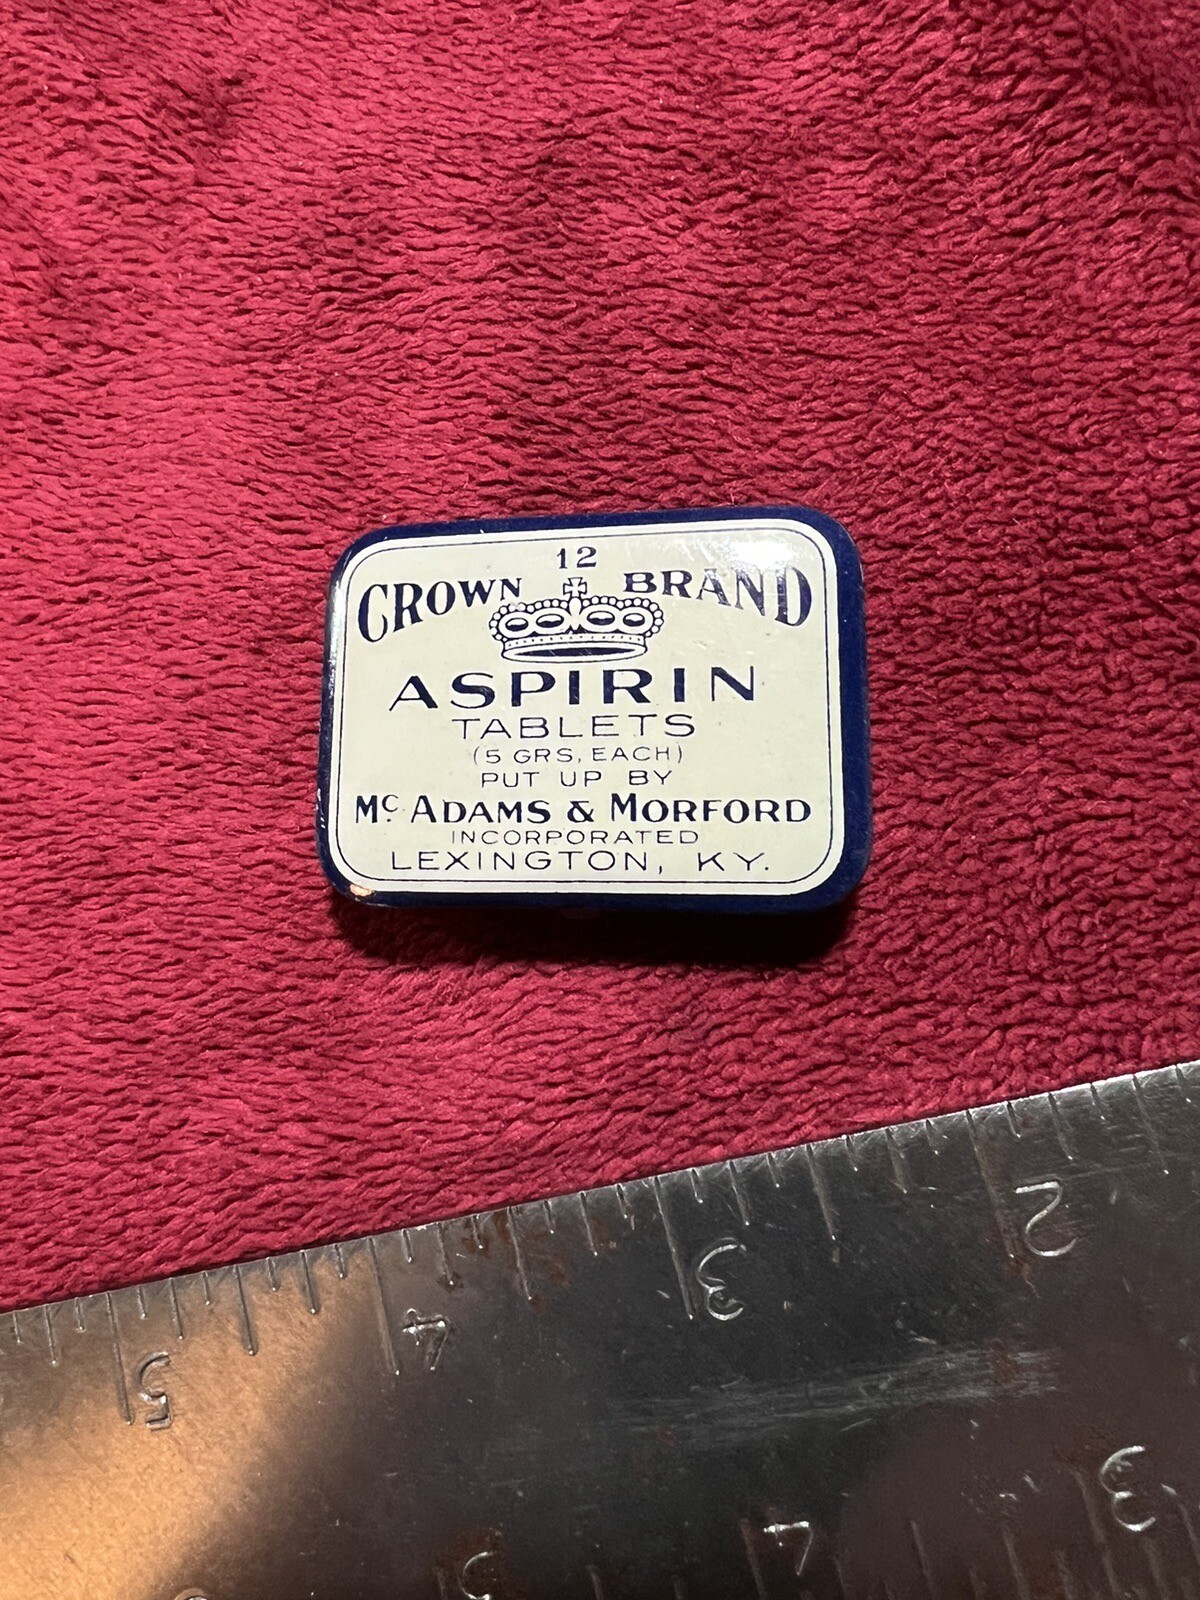 12
CROWN BRAND
ASPIRIN
TABLETS
(5 GRS, EACH)
PUT UP BY
Mc. ADAMS & MORFORD
INCORPORATED
LEXINGTON, KY.
5 4 3 2
5 4 3